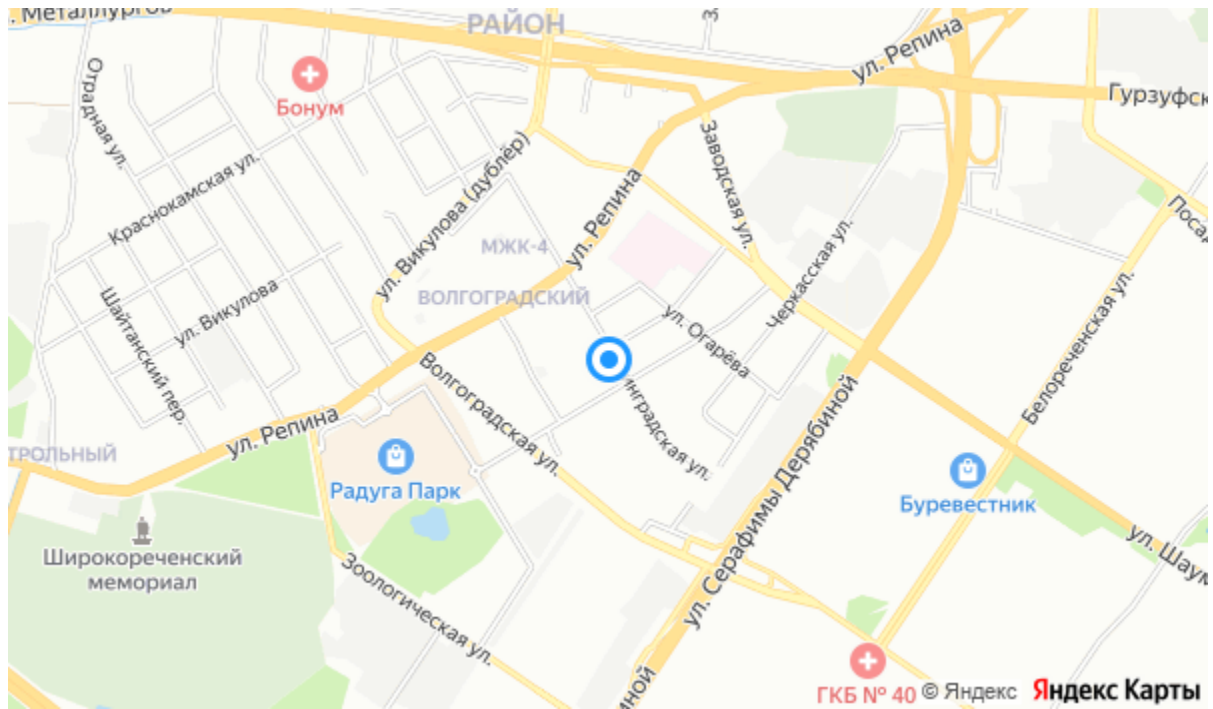 . Металлургов
РАЙОН
ул. Репина
Гурзуфск
Бонум
Отрадная ул.
Краснокамская ул.
ул. Викулова (дублёр)
ул. Репина
Заводская ул.
Посад
МЖК-4
ВОЛГОГРАДСКИЙ
Черкасская ул.
Белореченская ул.
ул. Викулова
Шайтанский пер.
ул. Огарёва
Волгоградская ул.
инградская ул.
ул. Репина
ТРОЛЬНЫЙ
Радуга Парк
Буревестник
ул. Серафимы Дерябиной
ул. Шаум
Широкореченский
мемориал
Зоологическая ул.
иной
ГКБ № 40
© Яндекс Яндекс Карты